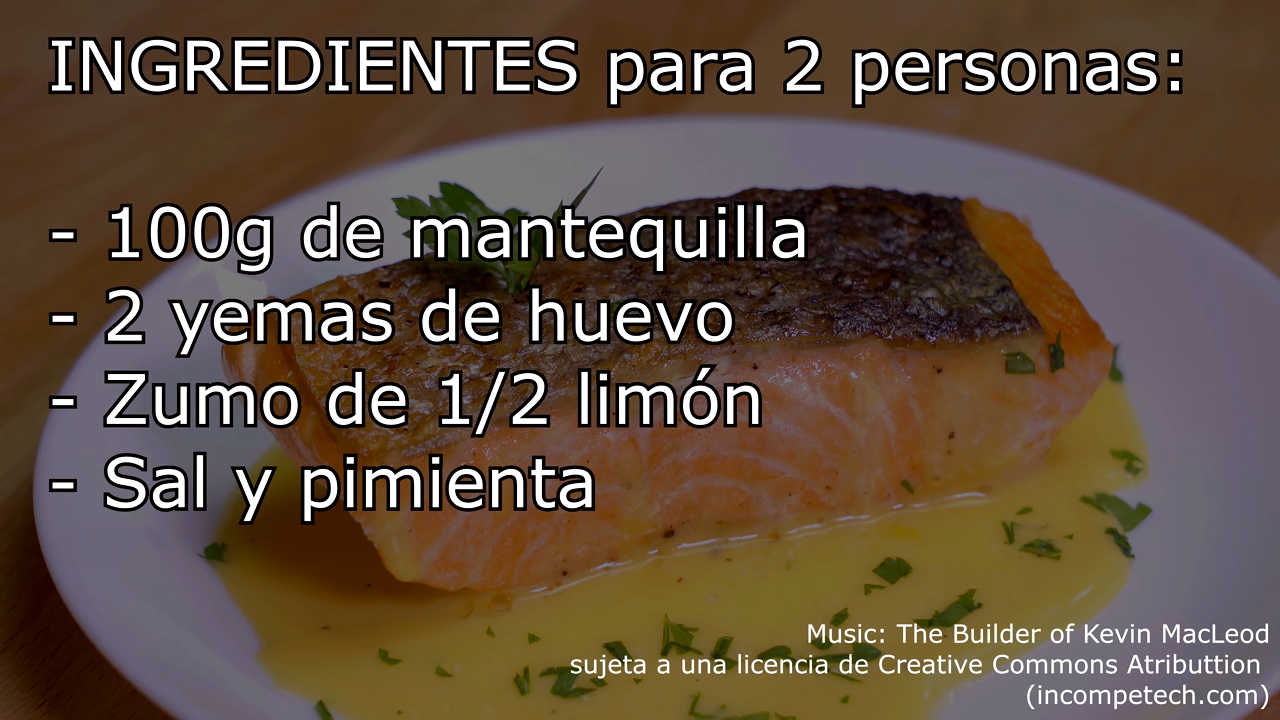 INGREDIENTES para 2 personas:
- 100g de mantequilla
- 2 yemas de huevo
- Zumo de 1/2 limón
- Sal y pimienta
Music: The Builder of Kevin MacLeod
sujeta a una licencia de Creative Commons Atributtion
(incompetech.com)